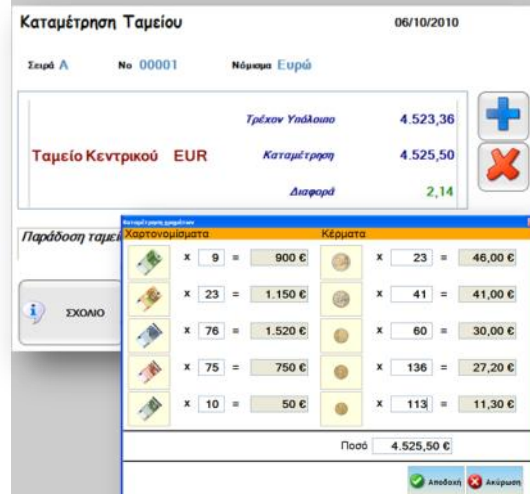 Καταμέτρηση Ταμείου 06/10/2010
Σειρά Α Νο 00001 Νόμισμα Ευρώ
Τρέχον Υπόλοιπο 4.523,36
Ταμείο Κεντρικού EUR Καταμέτρηση 4.525,50
Διαφορά 2,14
Παράδοση ταμεί
ΣΧΟΛΙΟ
Καταμέτρηση χρημάτων
Χαρτονομίσματα Κέρματα
x 9 = 900 € x 23 = 46,00 €
x 23 = 1.150 € x 41 = 41,00 €
x 76 = 1.520 € x 60 = 30,00 €
x 75 = 750 € x 136 = 27,20 €
x 10 = 50 € x 113 = 11,30 €
Ποσό 4.525,50 €
Αποδοχή Ακύρωση